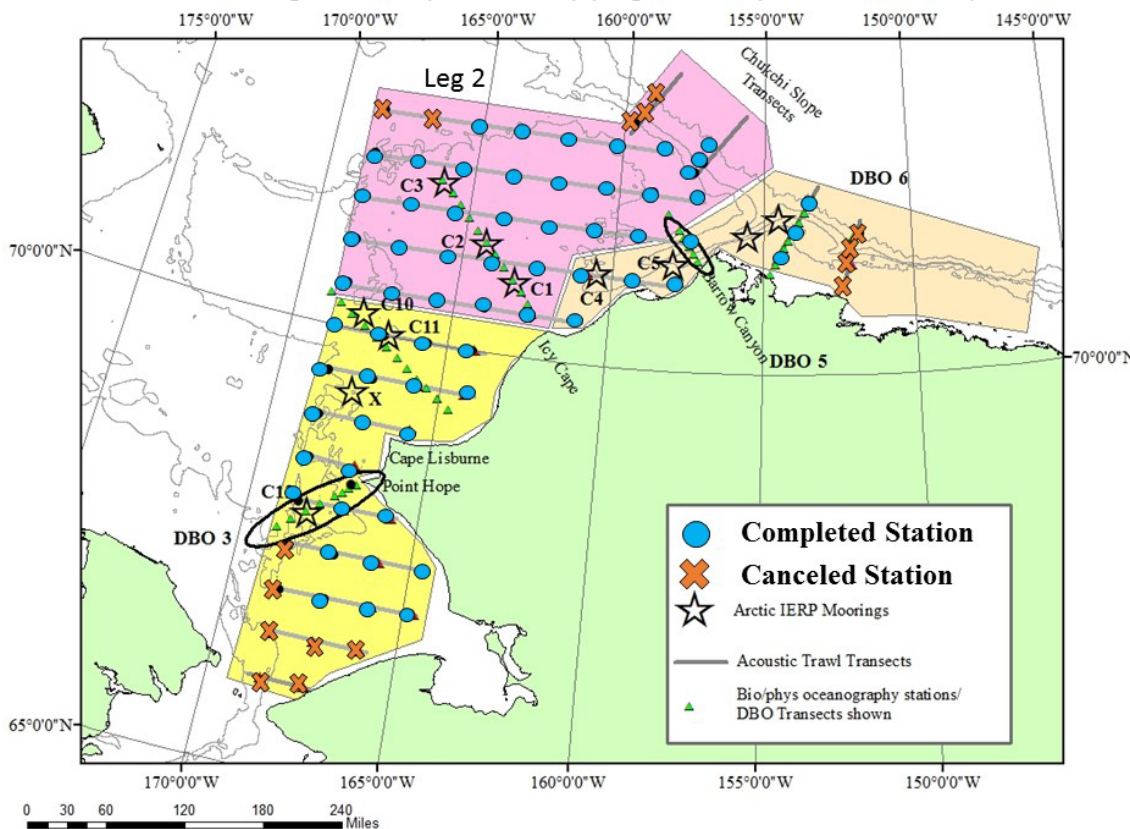 175°0'0"W 170°0'0"W 165°0'0"W 160°0'0"W 155°0'0"W 150°0'0"W 145°0'0"W
Leg 2
Chukchi Slope
Transects
DBO 6
C3
70°0'0"N
C2
C5
C4
C1
C10
C11
Barrow Canyon
70°0'0"N
Icy Cape
DBO 5
X
Cape Lisburne
Point Hope
DBO 3
Completed Station
Canceled Station
Arctic IERP Moorings
Acoustic Trawl Transects
Bio/phys oceanography stations/
DBO Transects shown
65°0'0"N
170°0'0"W 165°0'0"W 160°0'0"W 155°0'0"W 150°0'0"W
0 30 60 120 180 240
Miles